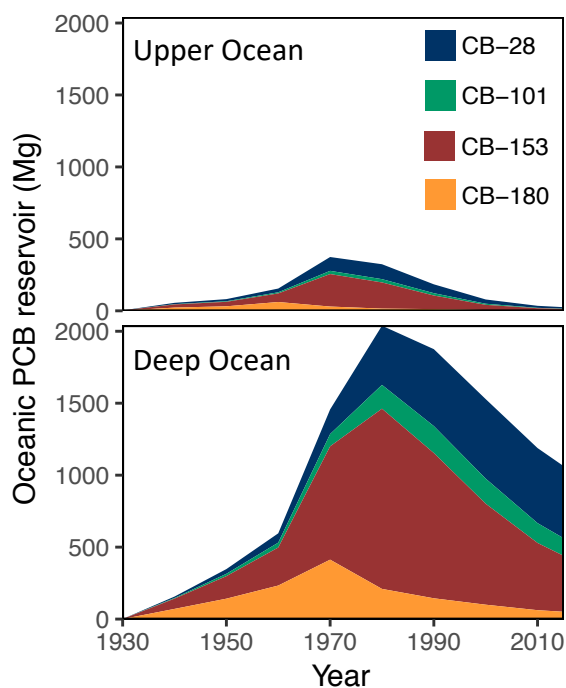 Oceanic PCB reservoir (Mg)
2000
1500
1000
500
0
Upper Ocean
CB−28
CB−101
CB−153
CB−180
2000
1500
1000
500
0
Deep Ocean
1930 1950 1970 1990 2010
Year